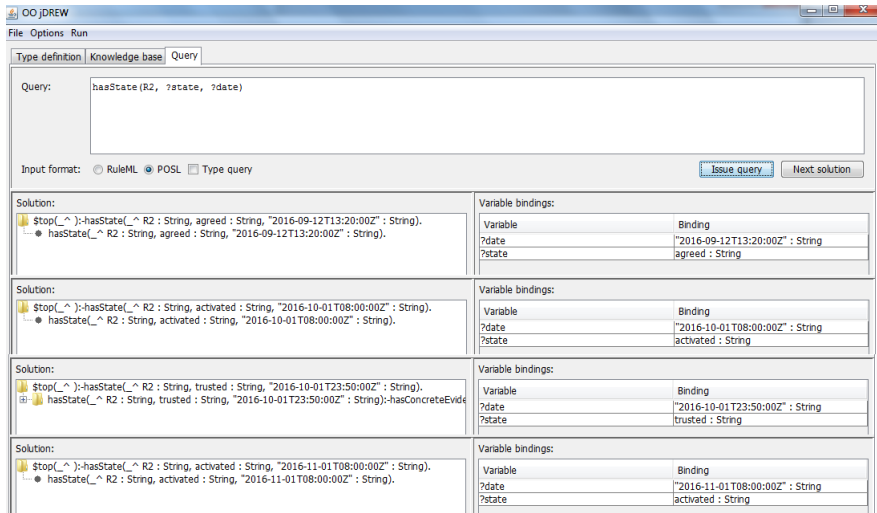 OO jDREW
File Options Run
Type definition Knowledge base Query
Query: hasState(R2, ?state, ?date)
Input format: RuleML POSL Type query Issue query Next solution
Solution: Variable bindings:
$top(_^ ):-hasState(_^ R2 : String, agreed : String, "2016-09-12T13:20:00Z" : String).
hasState(_^ R2 : String, agreed : String, "2016-09-12T13:20:00Z" : String).
Variable Binding
?date "2016-09-12T13:20:00Z" : String
?state agreed : String
Solution: Variable bindings:
$top(_^ ):-hasState(_^ R2 : String, activated : String, "2016-10-01T08:00:00Z" : String).
hasState(_^ R2 : String, activated : String, "2016-10-01T08:00:00Z" : String).
Variable Binding
?date "2016-10-01T08:00:00Z" : String
?state activated : String
Solution: Variable bindings:
$top(_^ ):-hasState(_^ R2 : String, trusted : String, "2016-10-01T23:50:00Z" : String).
hasState(_^ R2 : String, trusted : String, "2016-10-01T23:50:00Z" : String):-hasConcreteEvide
Variable Binding
?date "2016-10-01T23:50:00Z" : String
?state trusted : String
Solution: Variable bindings:
$top(_^ ):-hasState(_^ R2 : String, activated : String, "2016-11-01T08:00:00Z" : String).
hasState(_^ R2 : String, activated : String, "2016-11-01T08:00:00Z" : String).
Variable Binding
?date "2016-11-01T08:00:00Z" : String
?state activated : String